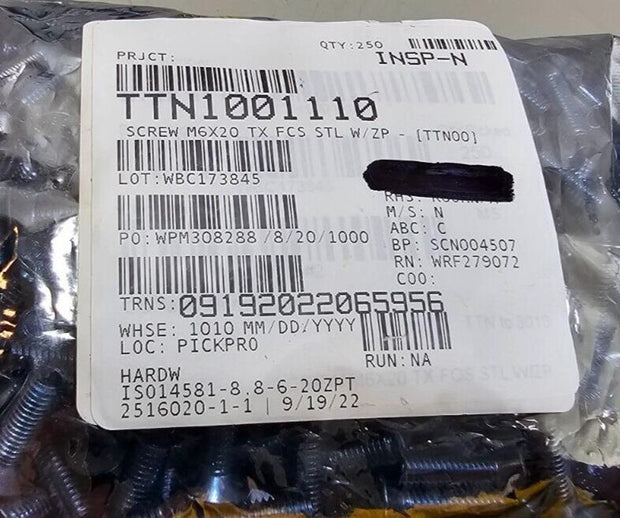 PRJCT:
QTY:250
INSP-N
TTN1001110
SCREW M6X20 TX FCS STL W/ZP - [TTN00]
LOT:WBC173845
RHS:
M/S: N
PO:WPM308288/8/20/1000
ABC: C
BP: SCN004507
RN: WRF279072
COO:
TRNS:09192022065956
WHSE: 1010 MM/DD/YYYY
LOC: PICKPRO
RUN: NA
HARDW
ISO14581-8.8-6-20ZPT
2516020-1-1 | 9/19/22